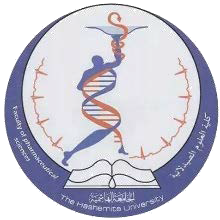 Faculty of pharmaceutical
sciences
كلية العلوم الصيدلانية
الجامعة الهاشمية
The Hashemite University